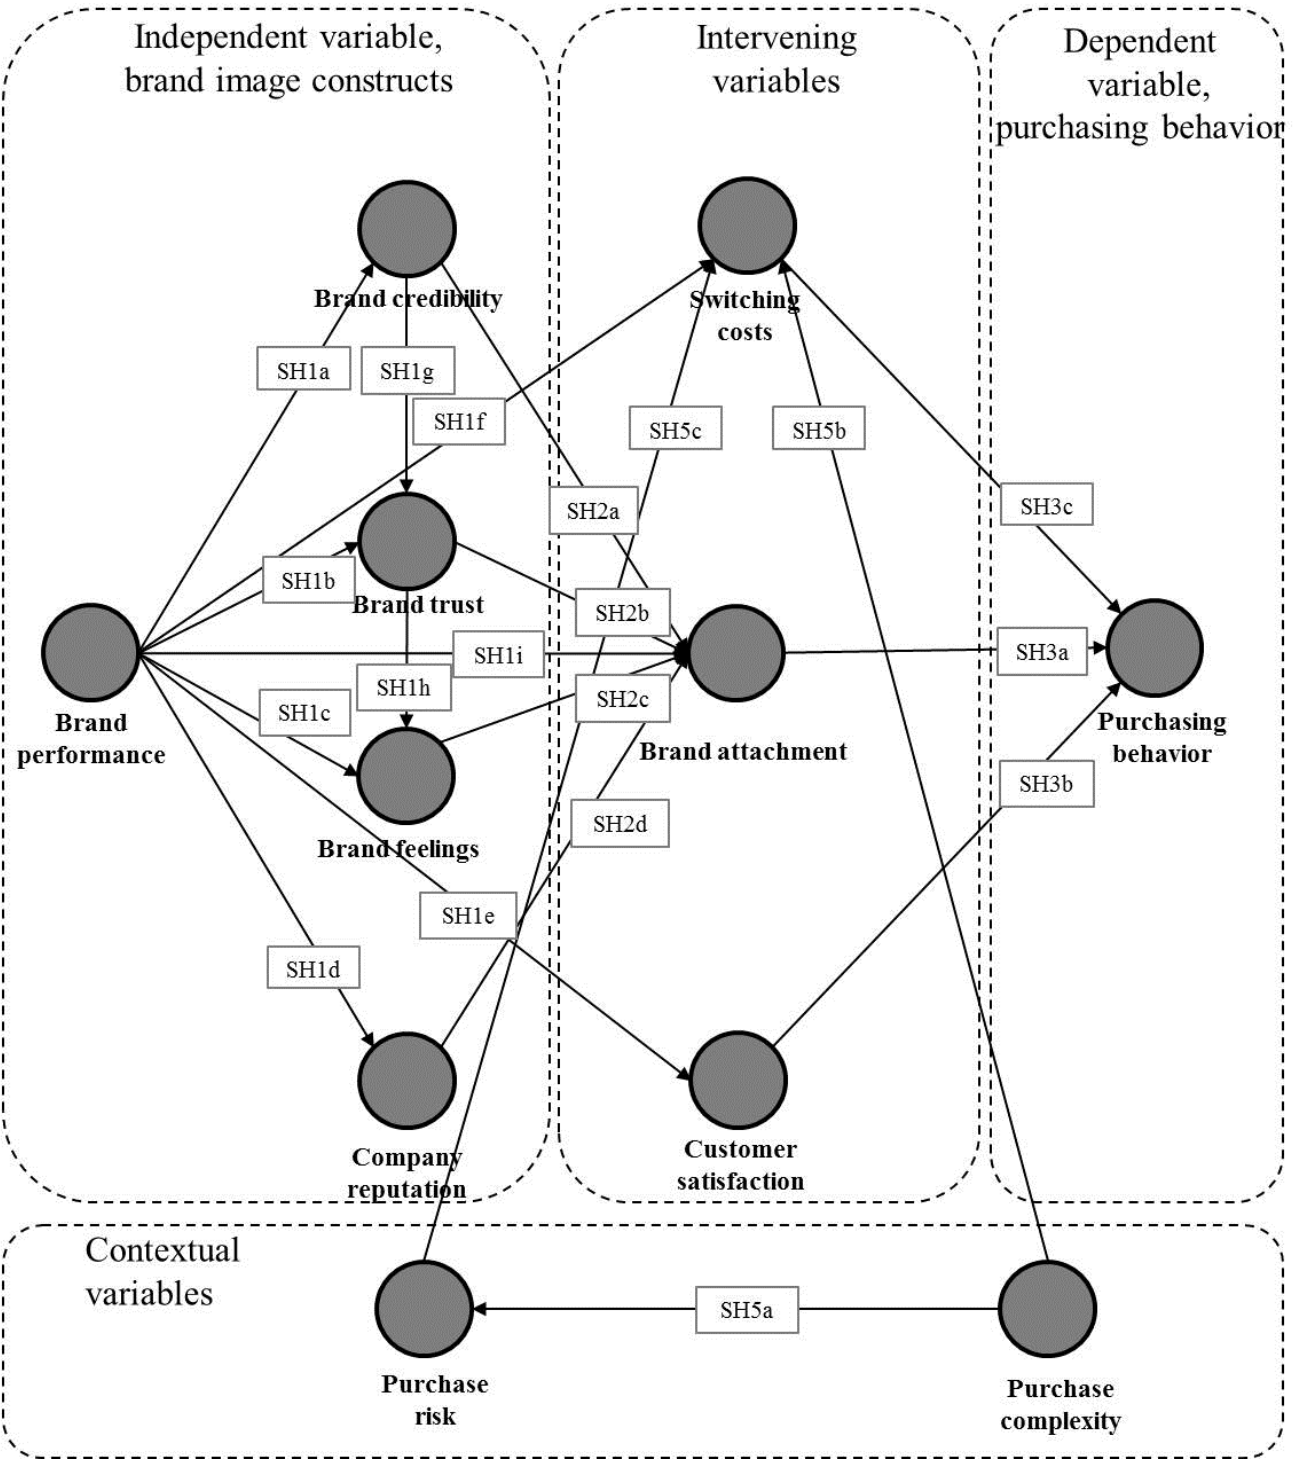 Independent variable,
brand image constructs
Intervening
variables
Dependent
variable,
purchasing behavior
Brand credibility
Switching
costs
SH1a
SH1g
SH1f
SH5c
SH5b
SH2a
SH3c
SH1b
Brand trust
SH2b
SH1i
SH3a
SH1h
SH2c
SH1c
Brand
performance
Brand attachment
Purchasing
behavior
SH3b
SH2d
Brand feelings
SH1e
SH1d
Company
reputation
Customer
satisfaction
Contextual
variables
SH5a
Purchase
risk
Purchase
complexity